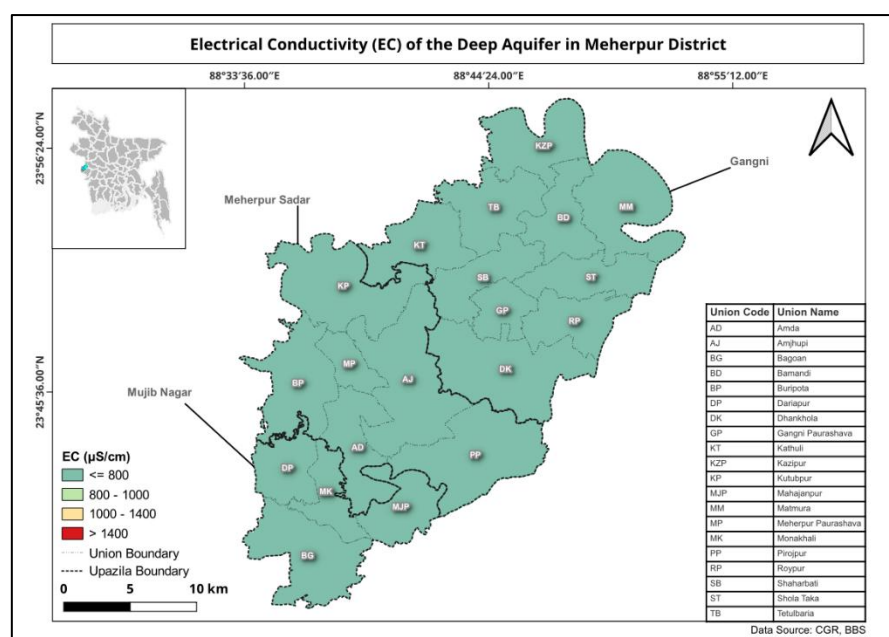 Electrical Conductivity (EC) of the Deep Aquifer in Meherpur District
88°33'36.00"E 88°44'24.00"E 88°55'12.00"E
23°56'24.00"N
23°45'36.00"N
Gangni
Meherpur Sadar
Mujib Nagar
KZP
TB
BD
MM
KT
KP
SB
ST
GP
RP
MP
BP
AJ
DK
AD
PP
DP
MK
MJP
BG
EC (µS/cm)
<= 800
800 - 1000
1000 - 1400
> 1400
Union Boundary
Upazila Boundary
0 5 10 km
Union Code Union Name
AD Amda
AJ Amjhupi
BG Bagoan
BD Bamandi
BP Buripota
DP Dariapur
DK Dhankhola
GP Gangni Paurashava
KT Kathuli
KZP Kazipur
KP Kutubpur
MJP Mahajanpur
MM Matmura
MP Meherpur Paurashava
MK Monakhali
PP Pirojpur
RP Roypur
SB Shaharbati
ST Shola Taka
TB Tetulbaria
Data Source: CGR, BBS